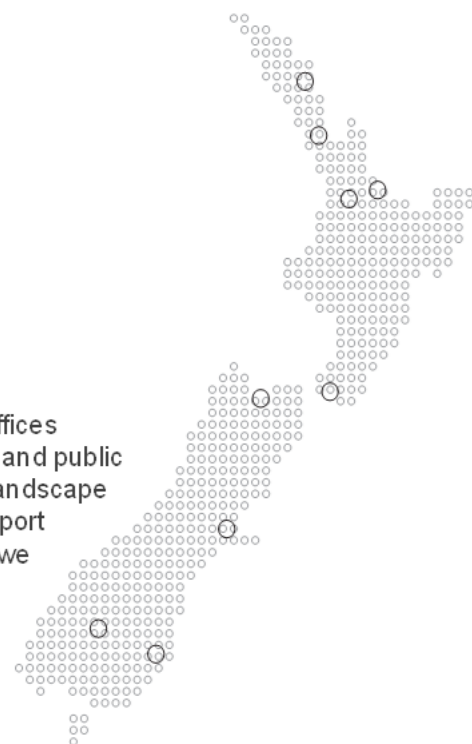 ffices
and public
andscape
port
we